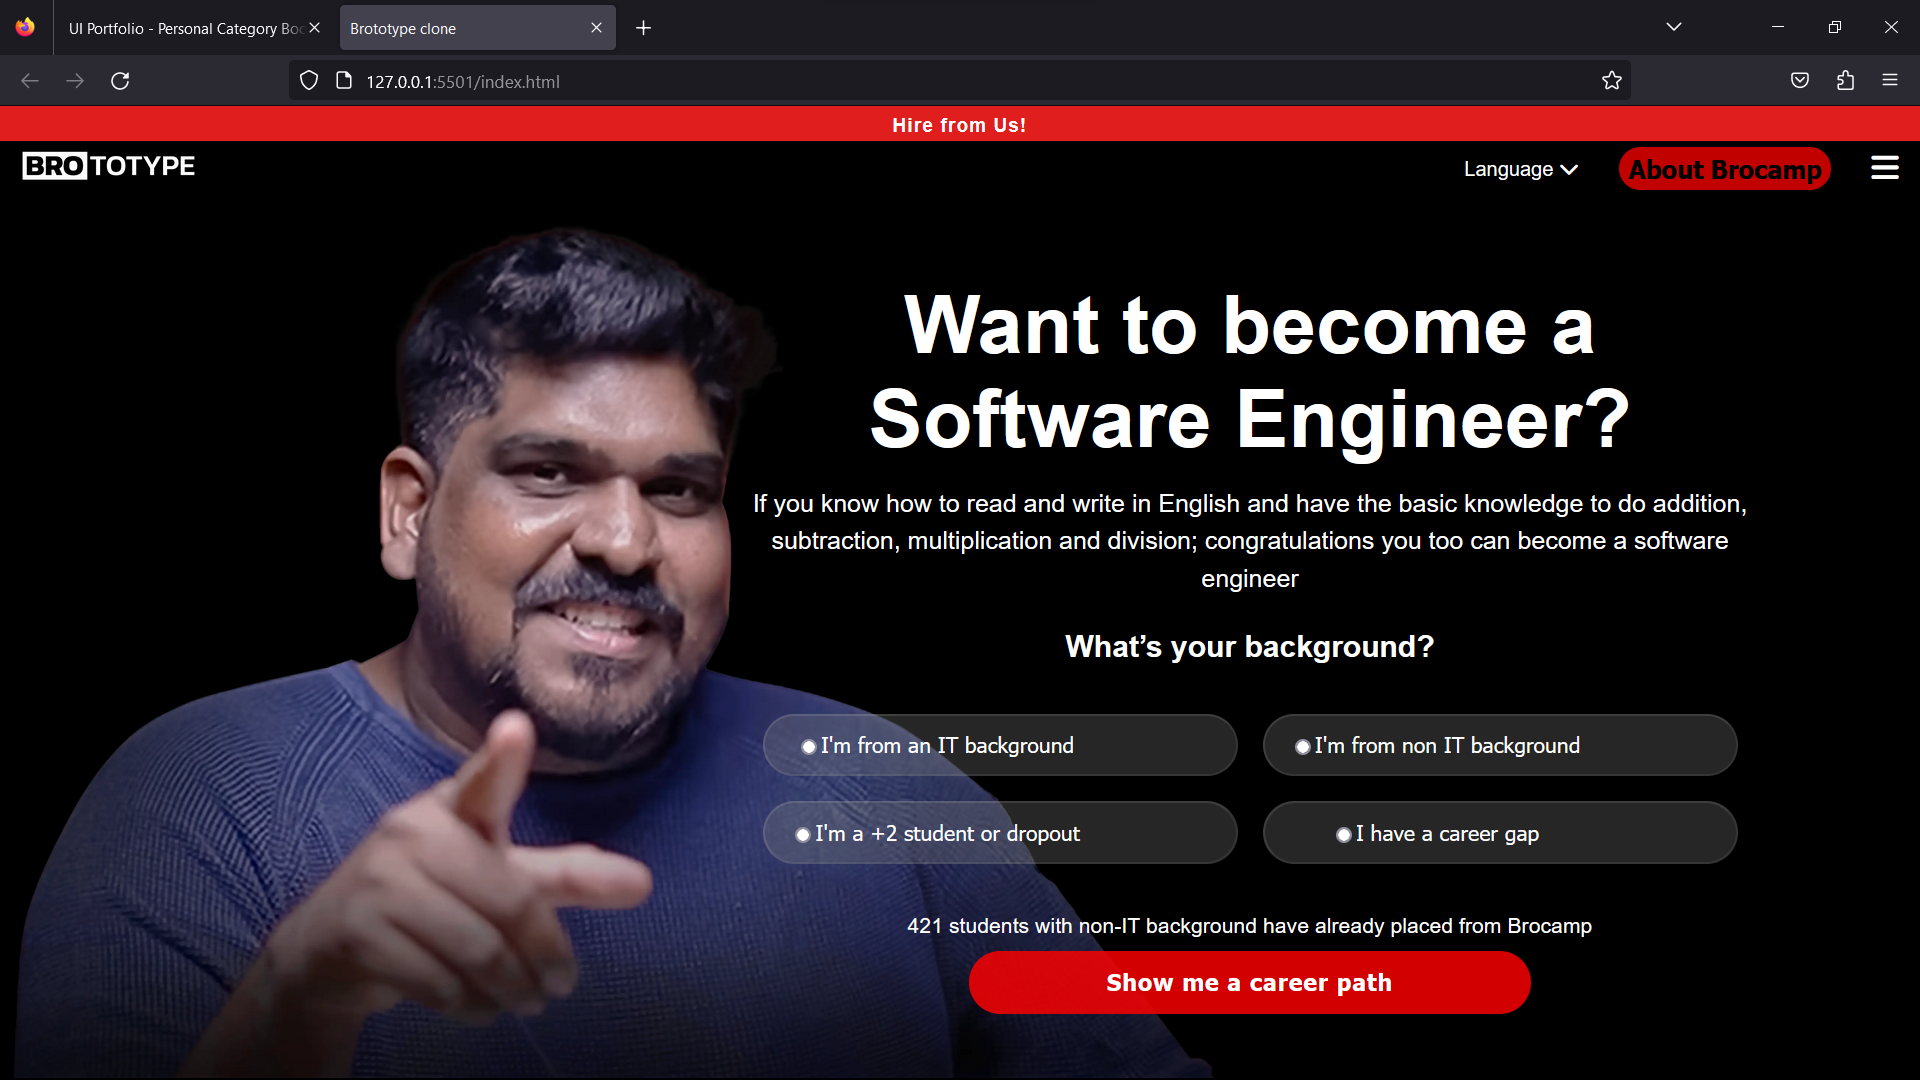 UI Portfolio - Personal Category Boo
Brototype clone
127.0.0.1:5501/index.html
Hire from Us!
BROTOTYPE
Language
About Brocamp
Want to become a
Software Engineer?
If you know how to read and write in English and have the basic knowledge to do addition,
subtraction, multiplication and division; congratulations you too can become a software
engineer
What’s your background?
I'm from an IT background
I'm from non IT background
I'm a +2 student or dropout
I have a career gap
421 students with non-IT background have already placed from Brocamp
Show me a career path